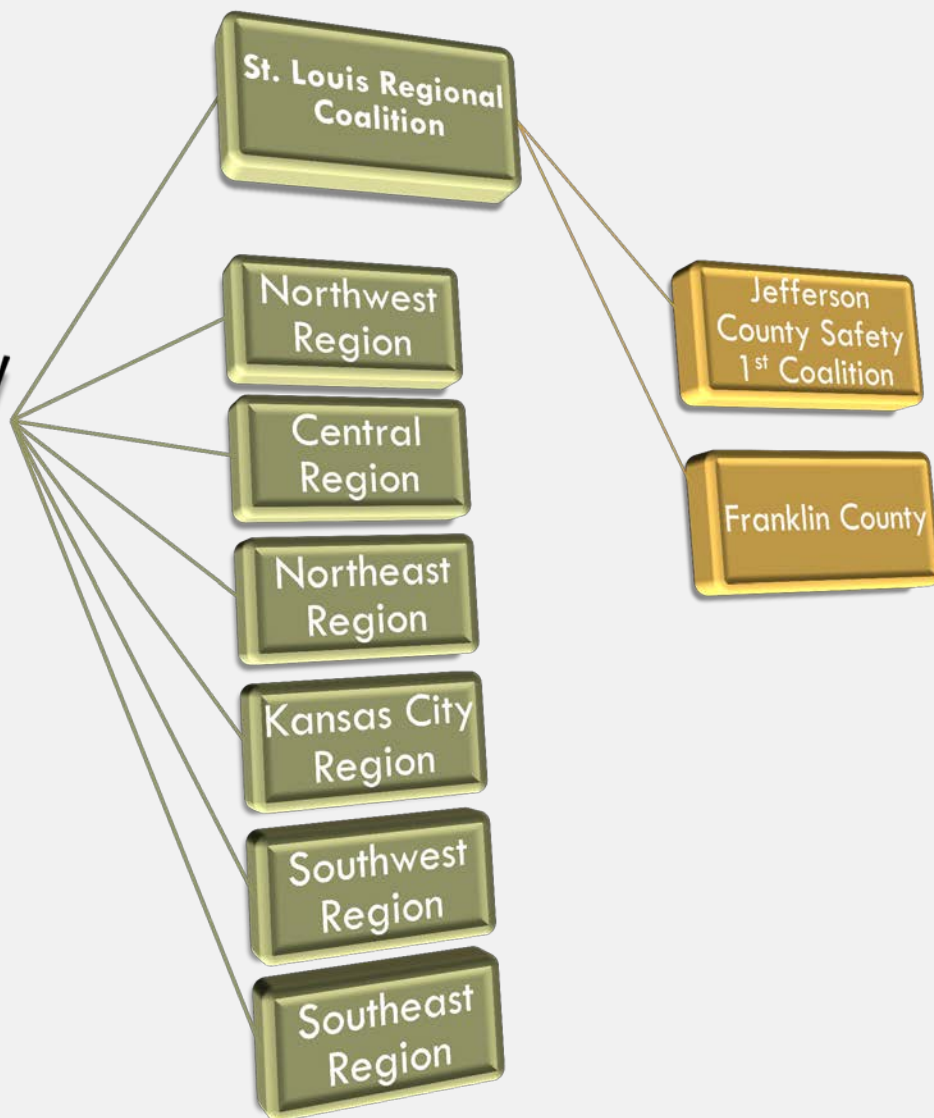 St. Louis Regional
Coalition
Northwest
Region
Central
Region
Northeast
Region
Kansas City
Region
Southwest
Region
Southeast
Region
Jefferson
County Safety
1st Coalition
Franklin County